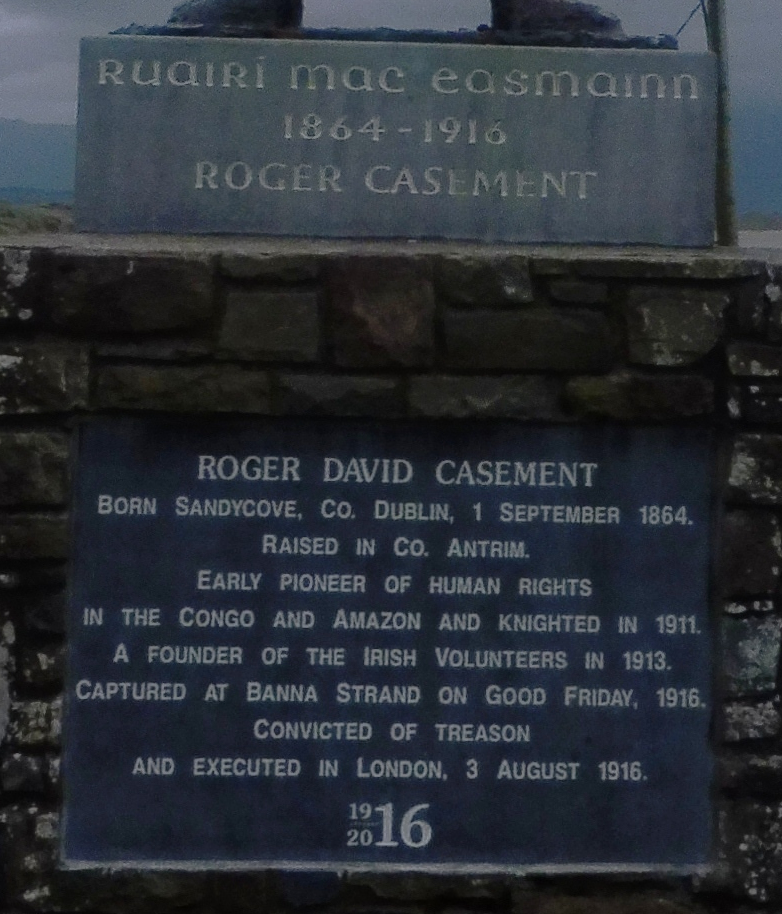 Ruairí mac easmainn
1864-1916
ROGER CASEMENT
ROGER DAVID CASEMENT
BORN SANDYCOVE, CO. DUBLIN, 1 SEPTEMBER 1864.
RAISED IN CO. ANTRIM.
EARLY PIONEER OF HUMAN RIGHTS
IN THE CONGO AND AMAZON AND KNIGHTED IN 1911.
A FOUNDER OF THE IRISH VOLUNTEERS IN 1913.
CAPTURED AT BANNA STRAND ON GOOD FRIDAY, 1916.
CONVICTED OF TREASON
AND EXECUTED IN LONDON, 3 AUGUST 1916.
19
20 16